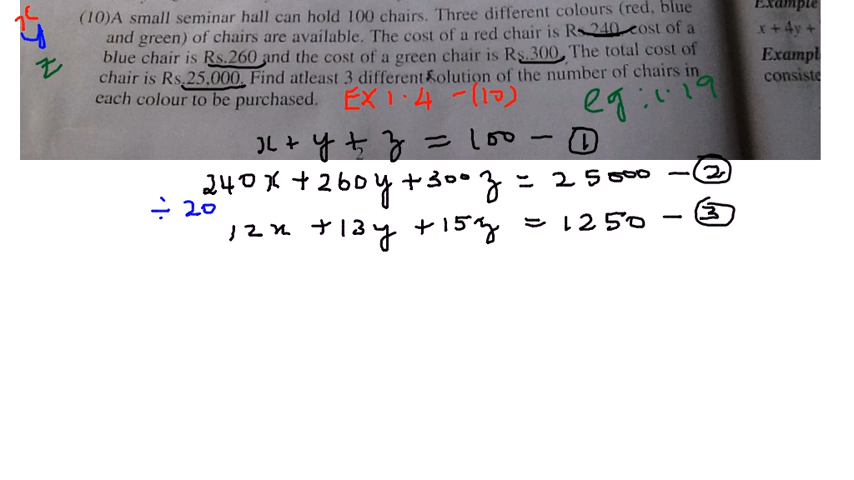 x
y
z
(10)A small seminar hall can hold 100 chairs. Three different colours (red, blue
and green) of chairs are available. The cost of a red chair is Rs.240, cost of a
blue chair is Rs.260 and the cost of a green chair is Rs.300. The total cost of
chair is Rs.25,000. Find atleast 3 different solution of the number of chairs in
each colour to be purchased.
EX 1.4 -(10)
eg :1.19
Example
x + 4y +
Exampl
consiste
x + y + z = 100 - ①
240x + 260y + 300z = 25000 - ②
÷ 20
12x + 13y + 15z = 1250 - ③